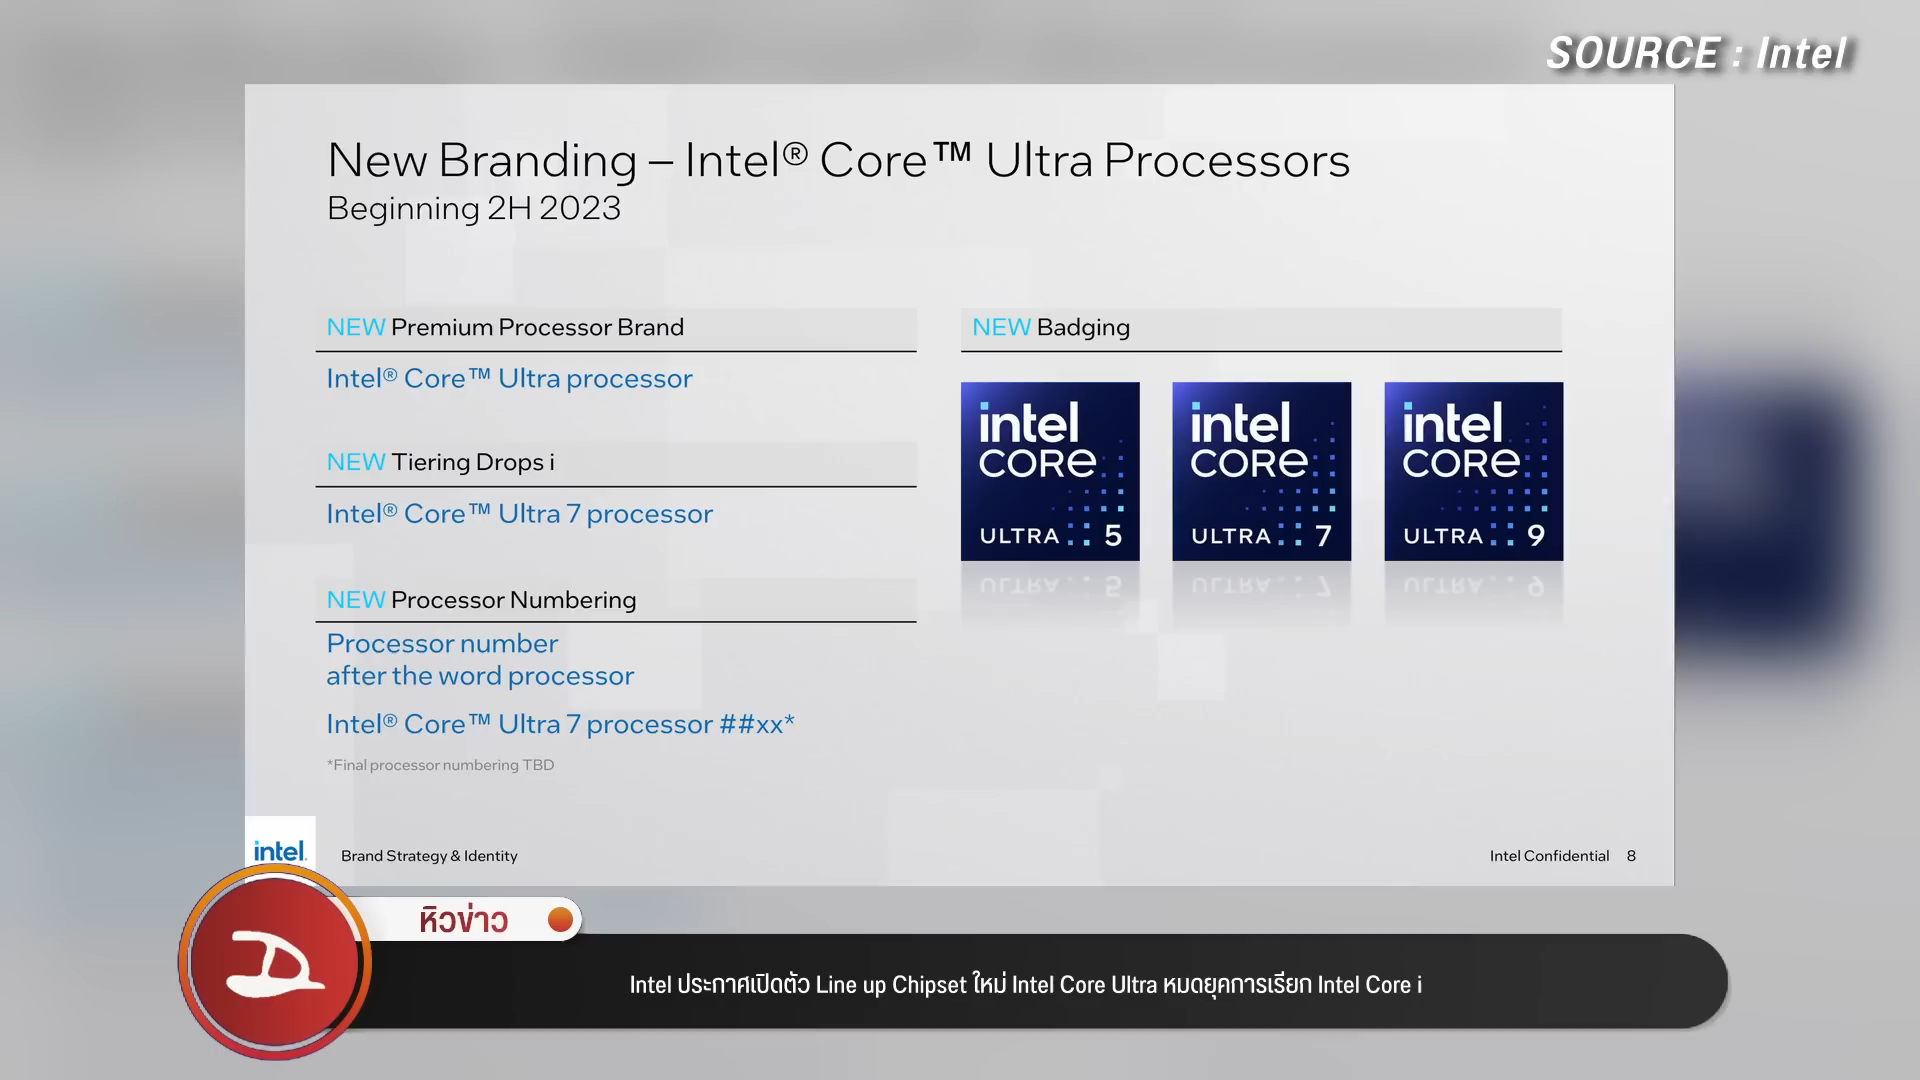 SOURCE : Intel
New Branding – Intel® Core™ Ultra Processors
Beginning 2H 2023
NEW Premium Processor Brand
Intel® Core™ Ultra processor
NEW Tiering Drops i
Intel® Core™ Ultra 7 processor
NEW Processor Numbering
Processor number
after the word processor
Intel® Core™ Ultra 7 processor ##xx*
*Final processor numbering TBD
NEW Badging
intel
CORe
ULTRA 5
intel
CORe
ULTRA 7
intel
CORe
ULTRA 9
intel.
Brand Strategy & Identity
Intel Confidential 8
หิวข่าว
Intel ประกาศเปิดตัว Line up Chipset ใหม่ Intel Core Ultra หมดยุคการเรียก Intel Core i